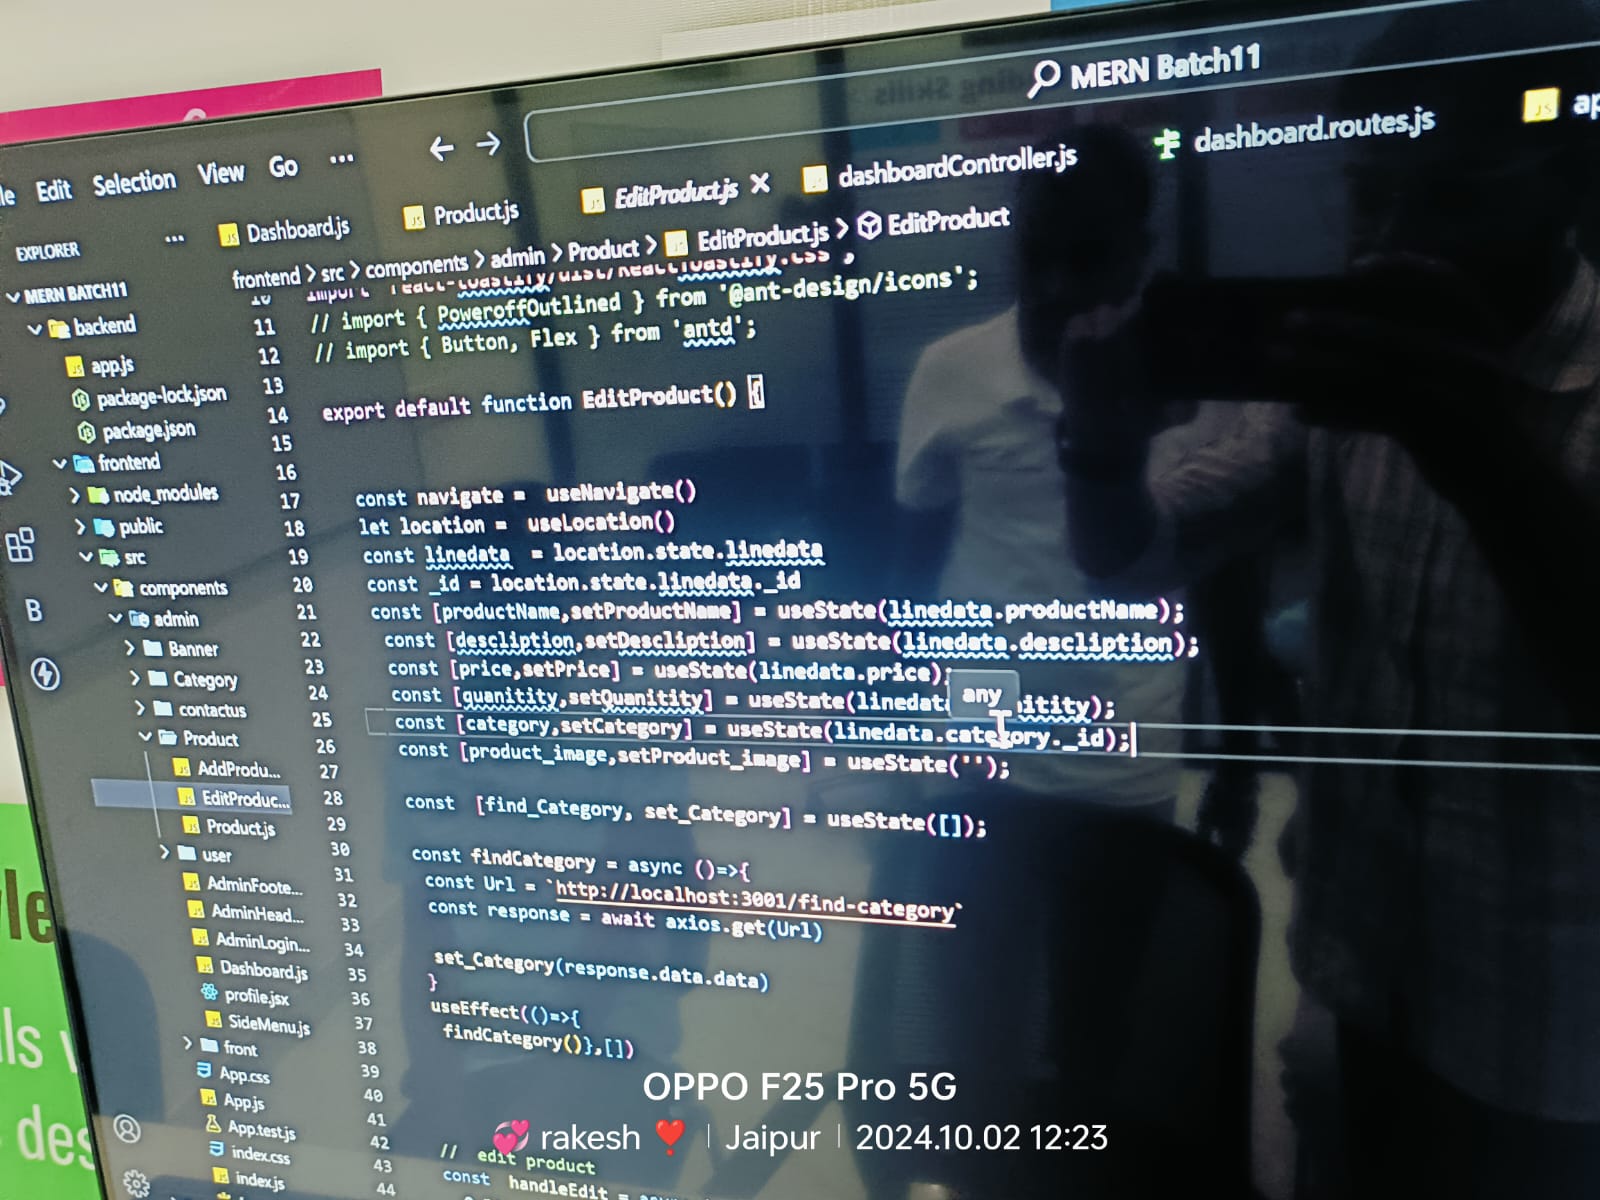 MERN Batch11
Edit Selection View Go ...
Dashboard.js Product.js EditProduct.js dashboardController.js dashboard.routes.js
frontend > src > components > admin > Product > EditProduct.js > EditProduct
EXPLORER ...
MERN BATCH11
backend
app.js
package-lock.json
package.json
frontend
node_modules
public
src
components
admin
Banner
Category
contactus
Product
AddProdu...
EditProduc...
Product.js
user
AdminFoote...
AdminHead...
AdminLogin...
Dashboard.js
profile.jsx
SideMenu.js
front
App.css
App.js
App.test.js
index.css
index.js
10 import 'react-toastify/dist/ReactToastify.css';
11 // import { PoweroffOutlined } from '@ant-design/icons';
12 // import { Button, Flex } from 'antd';
13
14 export default function EditProduct() {
15
16
17 const navigate = useNavigate()
18 let location = useLocation()
19 const linedata = location.state.linedata
20 const _id = location.state.linedata._id
21 const [productName,setProductName] = useState(linedata.productName);
22 const [descliption,setDescliption] = useState(linedata.descliption);
23 const [price,setPrice] = useState(linedata.price);
24 const [quanitity,setQuanitity] = useState( itity);
any
25 const [category,setCategory] = useState(linedata.category._id);
26 const [product_image,setProduct_image] = useState('');
27
28 const [find_Category, set_Category] = useState([]);
29
30 const findCategory = async ()=>{
31 const Url = `http://localhost:3001/find-category`
32 const response = await axios.get(Url)
33
34 set_Category(response.data.data)
35 }
36 useEffect(()=>{
37 findCategory()},[])
38
39
40
41
42 // edit product
43 const handleEdit =
44
OPPO F25 Pro 5G
💞 rakesh ❣️ | Jaipur | 2024.10.02 12:23